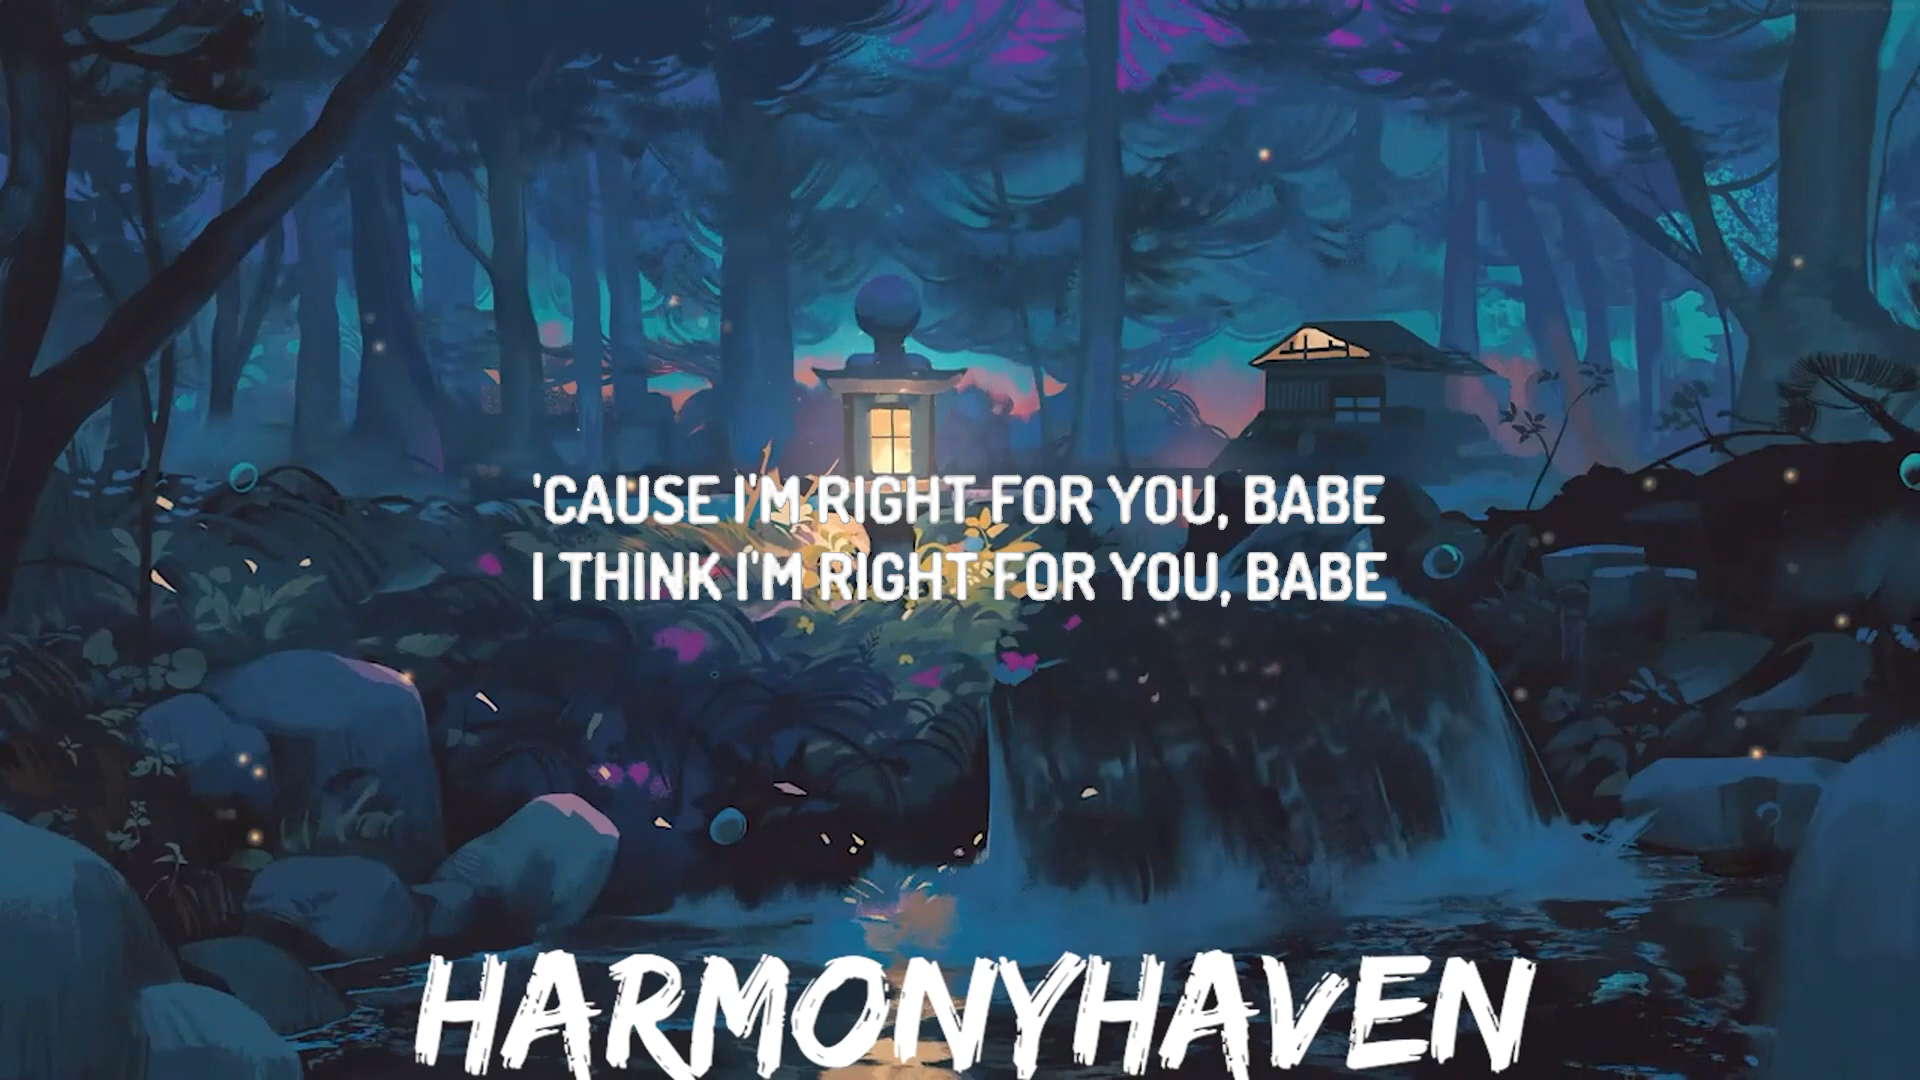 'CAUSE I'M RIGHT FOR YOU, BABE
I THINK I'M RIGHT FOR YOU, BABE
HARMONYHAVEN